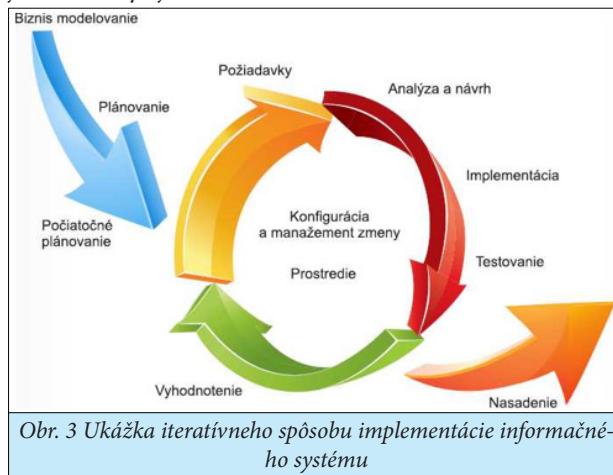 Biznis modelovanie
Požiadavky
Analýza a návrh
Plánovanie
Implementácia
Počiatočné
plánovanie
Konfigurácia
a manažment zmeny
Prostredie
Testovanie
Vyhodnotenie
Nasadenie
Obr. 3 Ukážka iteratívneho spôsobu implementácie informačné-
ho systému